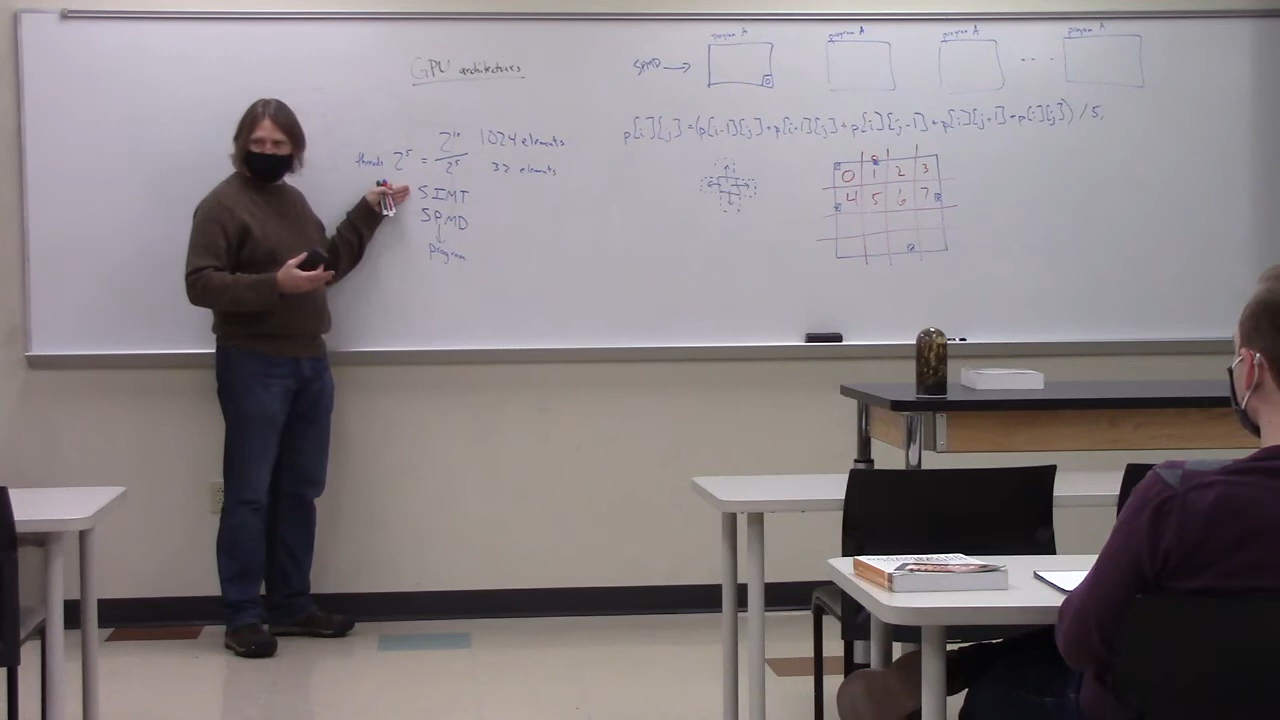 GPU architectures
threads 2^5 = 2^10 / 2^5 1024 elements
32 elements
SIMT
SPMD
program
SPMD → program A program A program A ... program A
p[i][j] = (p[i-1][j] + p[i+1][j] + p[i][j-1] + p[i][j+1] + p[i][j]) / 5;
0 1 2 3
4 5 6 7